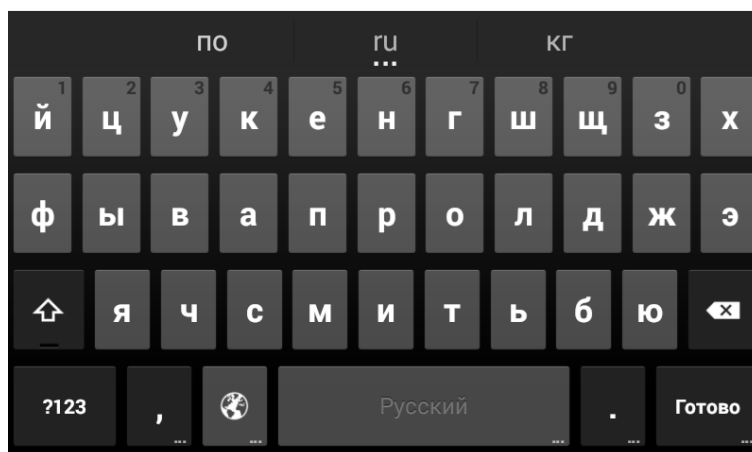 по ru кг
1 2 3 4 5 6 7 8 9 0
й ц у к е н г ш щ з х
ф ы в а п р о л д ж э
я ч с м и т ь б ю
?123 , Русский . Готово